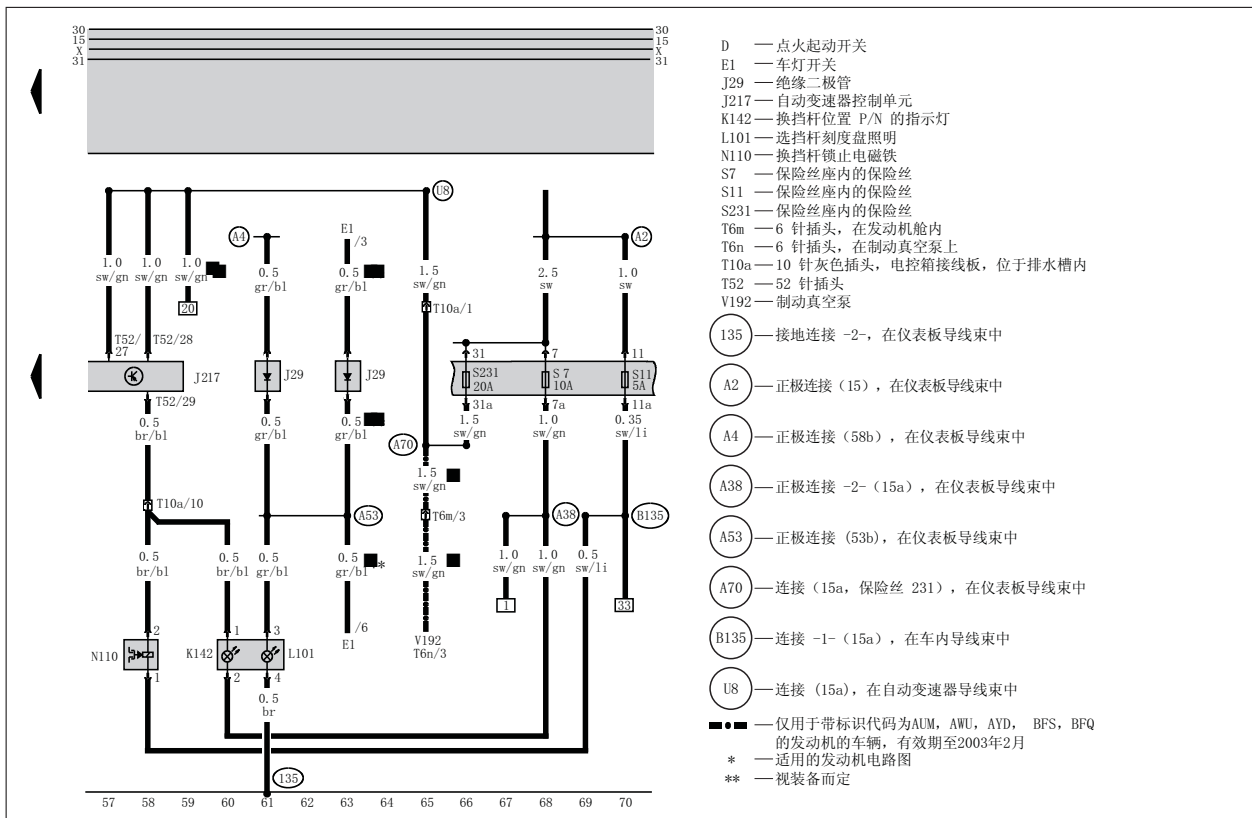 30
15
X
31
30
15
X
31
U8
A4
E1
/3
A2
1.0
sw/gn
1.0
sw/gn
1.0
sw/gn
0.5
gr/bl
0.5
gr/bl
1.5
sw/gn
2.5
sw
1.0
sw
20
T10a/1
T52/
27
T52/28
31
7
11
J217
J29
J29
S231
20A
S 7
10A
S11
5A
T52/29
31a
7a
11a
0.5
br/bl
0.5
gr/bl
0.5
gr/bl
1.5
sw/gn
1.0
sw/gn
0.35
sw/li
A70
1.5
sw/gn
T10a/10
A53
T6m/3
A38
B135
0.5
br/bl
0.5
br/bl
0.5
gr/bl
0.5
gr/bl
**
1.5
sw/gn
1.0
sw/gn
1.0
sw/gn
0.5
sw/li
1
33
2
1
3
/6
E1
V192
T6n/3
N110
K142
L101
1
2
4
0.5
br
135
57 58 59 60 61 62 63 64 65 66 67 68 69 70
D —点火起动开关
E1 —车灯开关
J29 —绝缘二极管
J217—自动变速器控制单元
K142—换挡杆位置 P/N 的指示灯
L101—选挡杆刻度盘照明
N110—换挡杆锁止电磁铁
S7 —保险丝座内的保险丝
S11 —保险丝座内的保险丝
S231—保险丝座内的保险丝
T6m —6 针插头，在发动机舱内
T6n —6 针插头，在制动真空泵上
T10a—10 针灰色插头，电控箱接线板，位于排水槽内
T52 —52 针插头
V192—制动真空泵
135 —接地连接 -2-，在仪表板导线束中
A2 —正极连接（15），在仪表板导线束中
A4 —正极连接（58b），在仪表板导线束中
A38 —正极连接 -2-（15a），在仪表板导线束中
A53 —正极连接（53b），在仪表板导线束中
A70 —连接（15a，保险丝 231），在仪表板导线束中
B135 —连接 -1-（15a），在车内导线束中
U8 —连接 (15a)，在自动变速器导线束中
—仅用于带标识代码为AUM，AWU，AYD， BFS，BFQ
的发动机的车辆，有效期至2003年2月
* —适用的发动机电路图
** —视装备而定